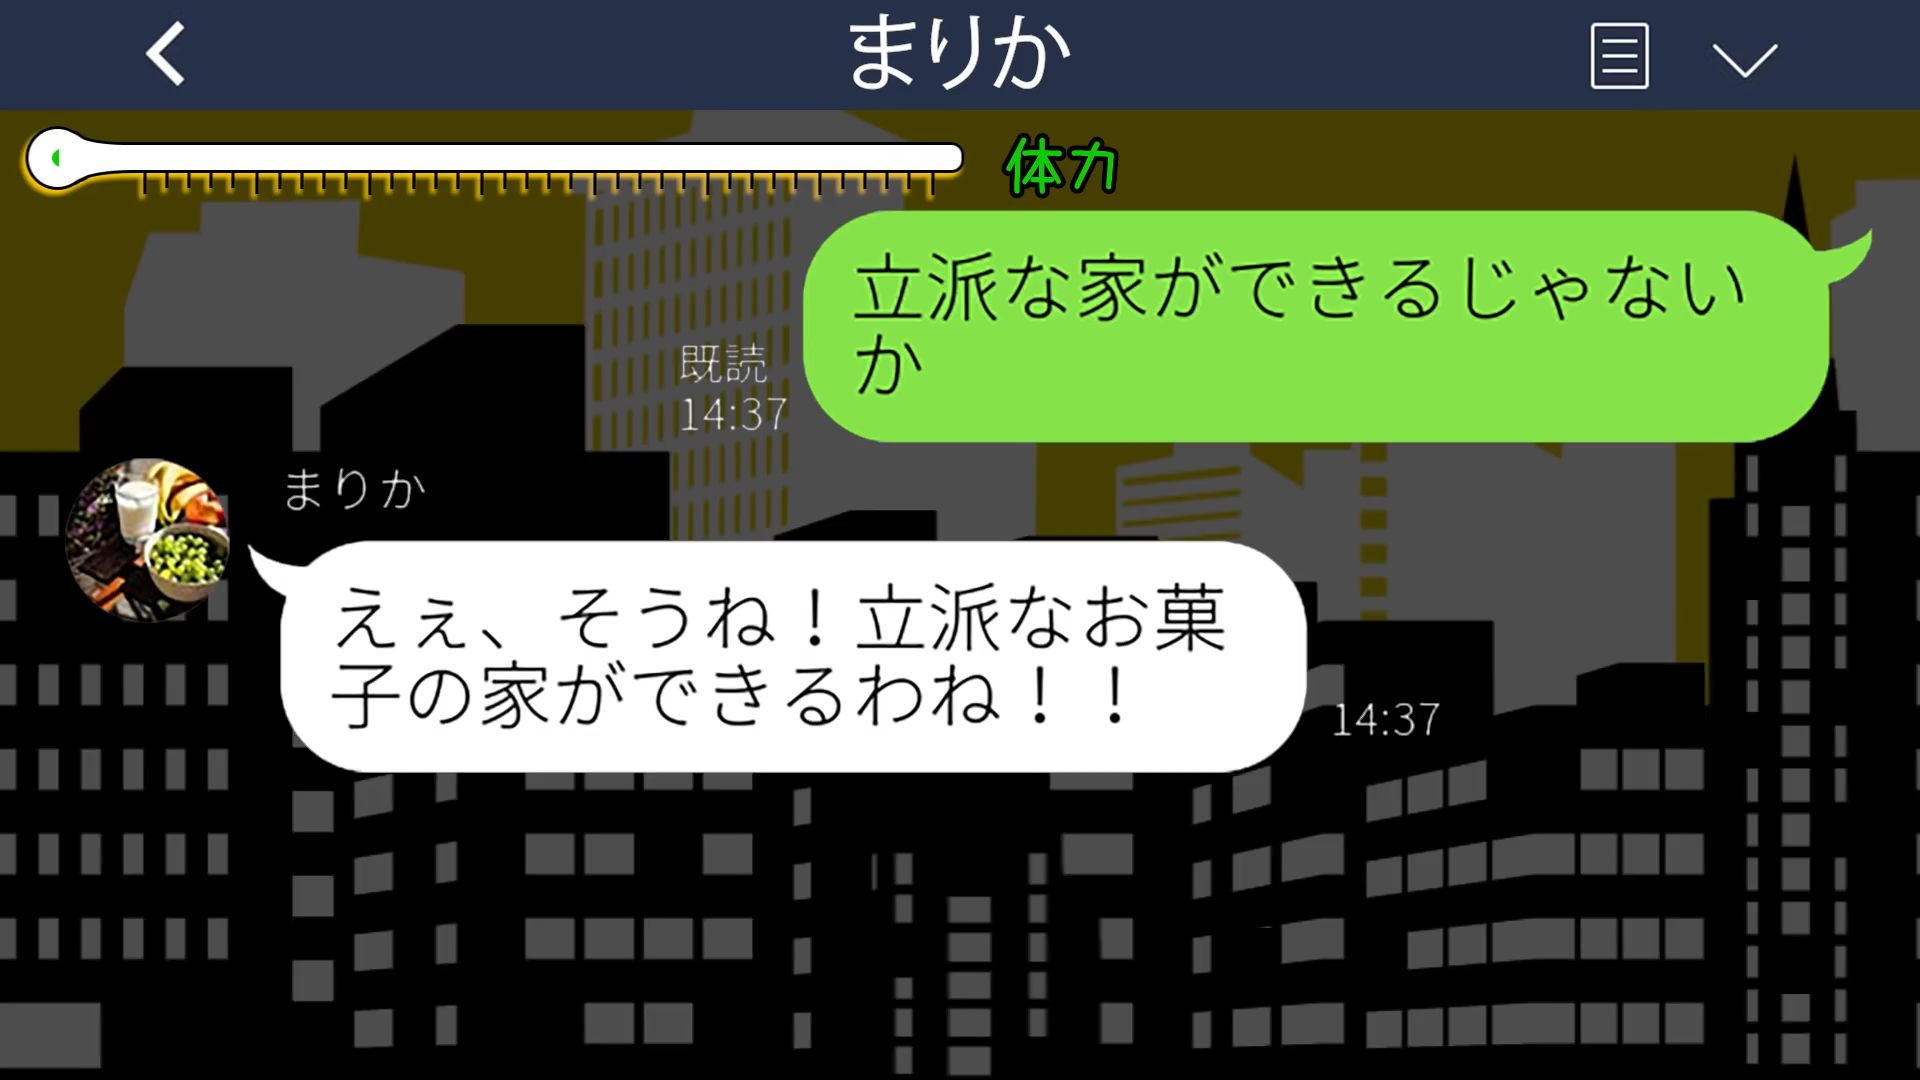 まりか
体力
立派な家ができるじゃない
か
既読
14:37
まりか
えぇ、そうね！立派なお菓
子の家ができるわね！！
14:37